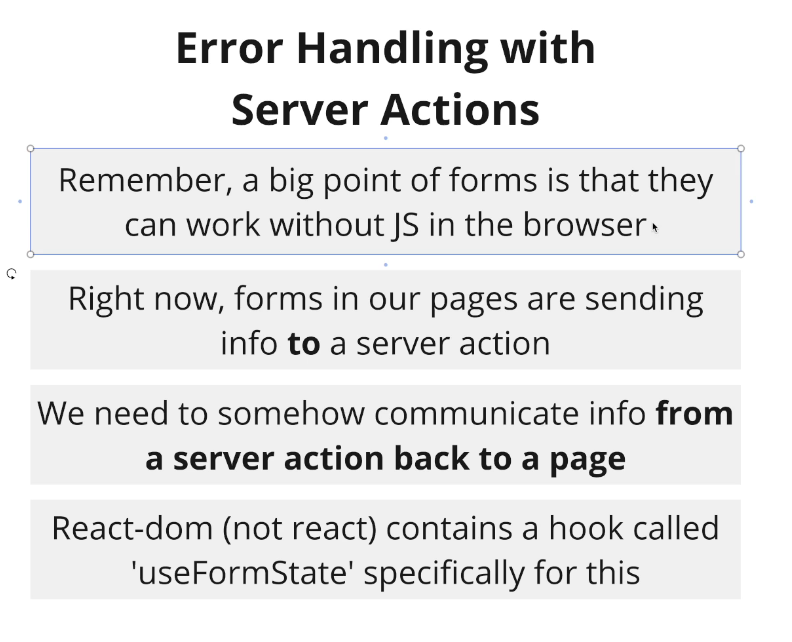 Error Handling with
Server Actions
Remember, a big point of forms is that they
can work without JS in the browser
Right now, forms in our pages are sending
info to a server action
We need to somehow communicate info from
a server action back to a page
React-dom (not react) contains a hook called
'useFormState' specifically for this